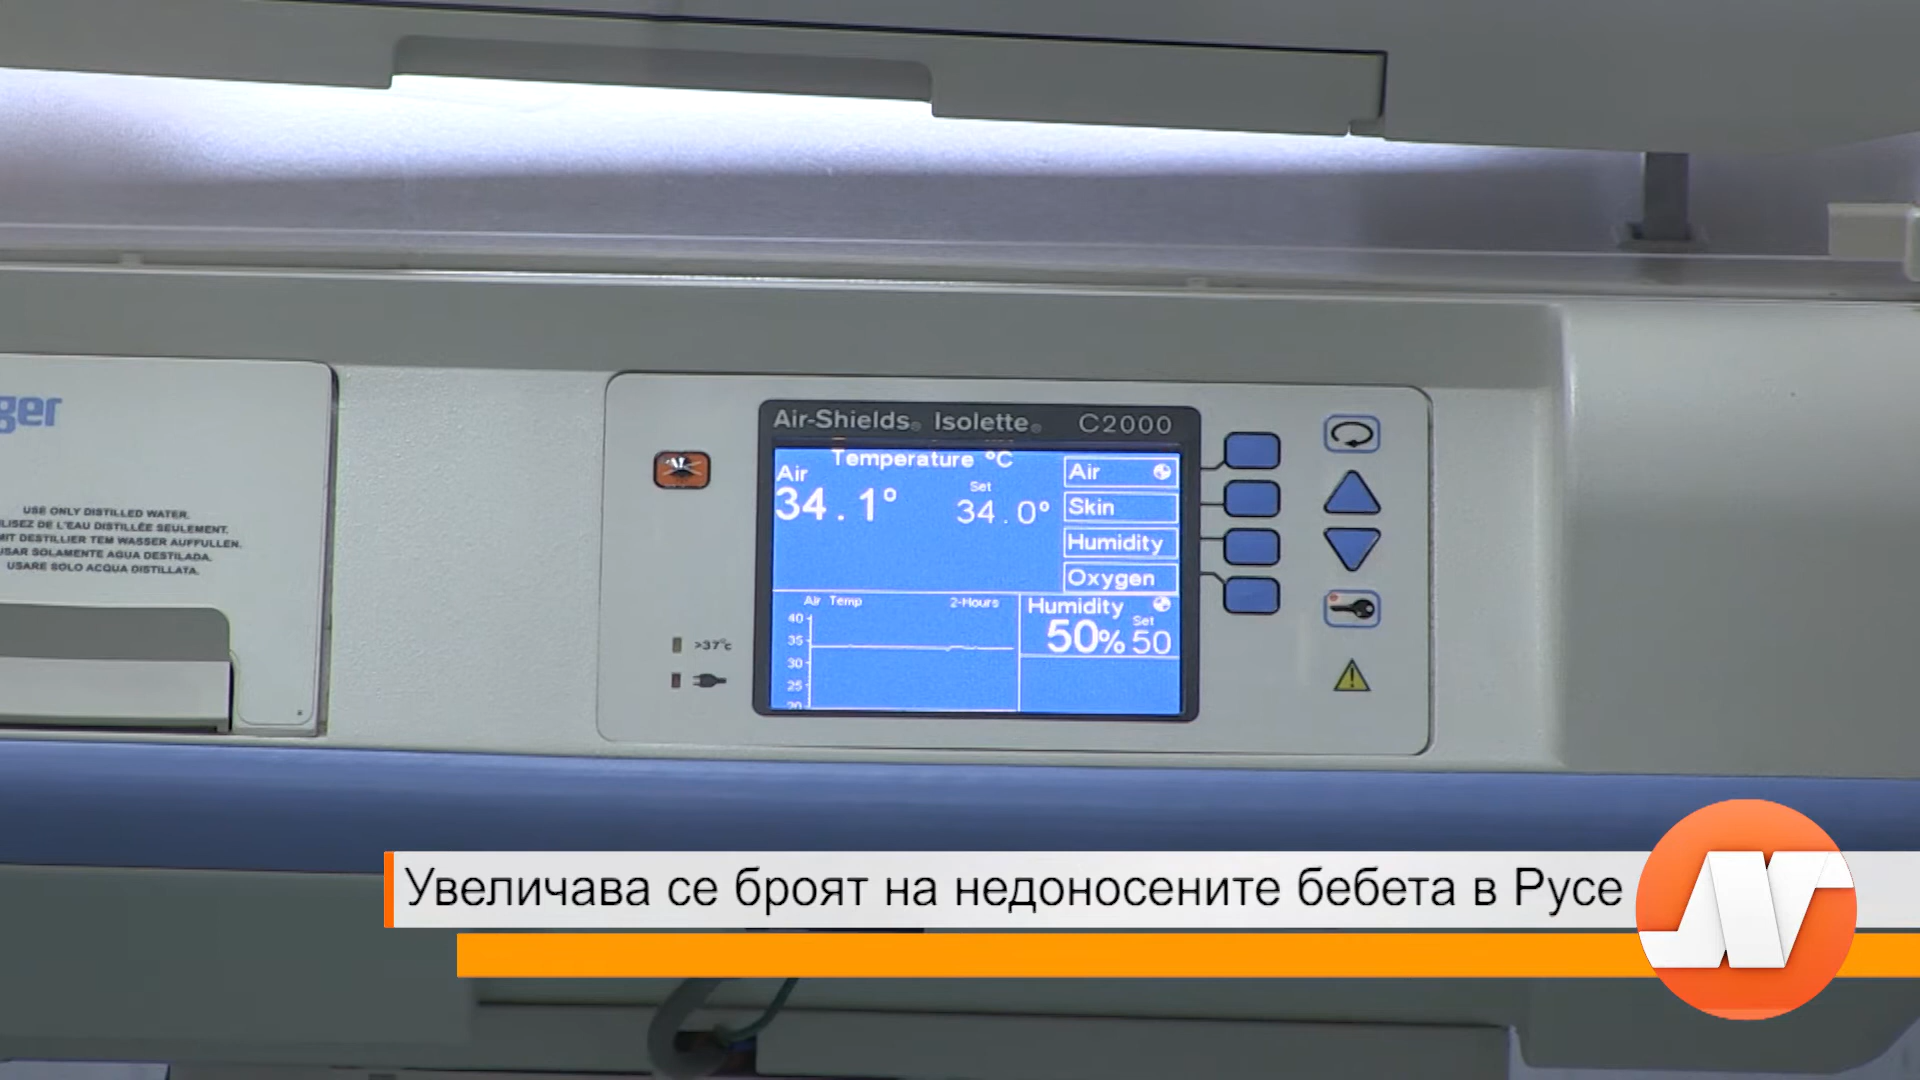 Air-Shields® Isolette® C2000
Temperature °C
Air
34.1°
Set
34.0°
Air
Skin
Humidity
Oxygen
Air Temp 2-Hours
40
35
30
25
20
Humidity
Set
50% 50
>37°c
ger
USE ONLY DISTILLED WATER.
ILISEZ DE L'EAU DISTILLÉE SEULEMENT.
MIT DESTILLIER TEM WASSER AUFFULLEN.
USAR SOLAMENTE AGUA DESTILADA.
USARE SOLO ACQUA DISTILLATA.
Увеличава се броят на недоносените бебета в Русе